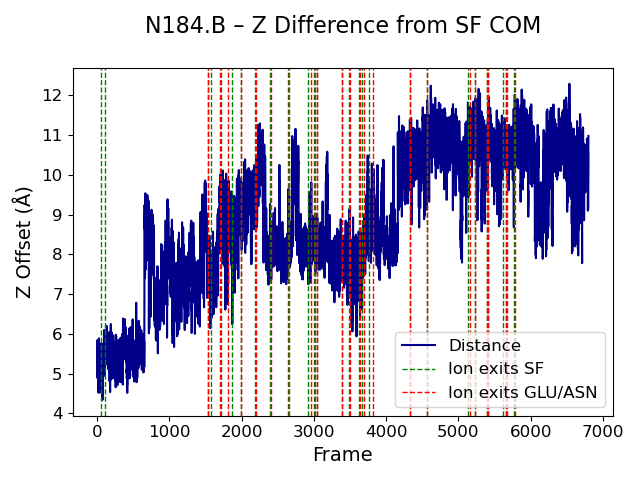 N184.B – Z Difference from SF COM
Z Offset (Å)
12
11
10
9
8
7
6
5
4
Distance
Ion exits SF
Ion exits GLU/ASN
0 1000 2000 3000 4000 5000 6000 7000
Frame